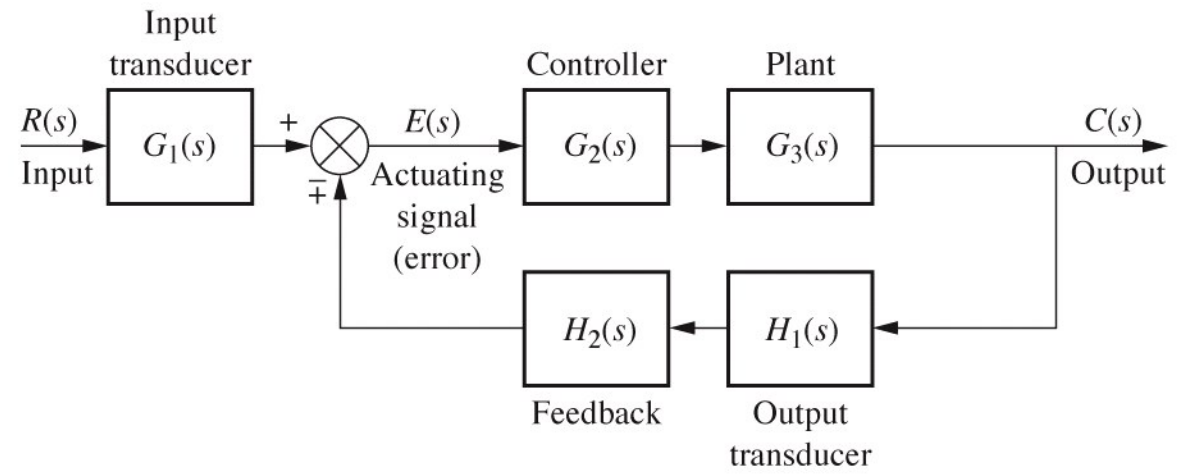 Input
transducer
Controller
Plant
R(s)
Input
G₁(s)
+
∓
E(s)
Actuating
signal
(error)
G₂(s)
G₃(s)
C(s)
Output
H₂(s)
H₁(s)
Feedback
Output
transducer